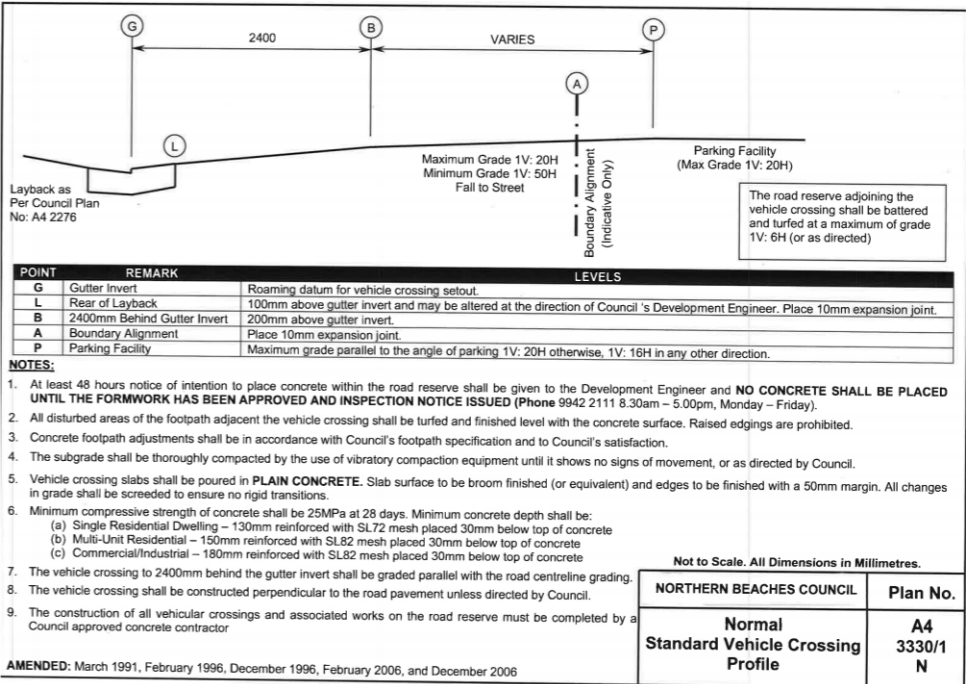 G
2400
B
VARIES
P
A
L
Maximum Grade 1V: 20H
Minimum Grade 1V: 50H
Fall to Street
Boundary Alignment
(Indicative Only)
Parking Facility
(Max Grade 1V: 20H)
Layback as
Per Council Plan
No: A4 2276
The road reserve adjoining the
vehicle crossing shall be battered
and turfed at a maximum of grade
1V: 6H (or as directed)
POINT REMARK LEVELS
G Gutter Invert Roaming datum for vehicle crossing setout.
L Rear of Layback 100mm above gutter invert and may be altered at the direction of Council 's Development Engineer. Place 10mm expansion joint.
B 2400mm Behind Gutter Invert 200mm above gutter invert.
A Boundary Alignment Place 10mm expansion joint.
P Parking Facility Maximum grade parallel to the angle of parking 1V: 20H otherwise, 1V: 16H in any other direction.
NOTES:
1. At least 48 hours notice of intention to place concrete within the road reserve shall be given to the Development Engineer and NO CONCRETE SHALL BE PLACED
UNTIL THE FORMWORK HAS BEEN APPROVED AND INSPECTION NOTICE ISSUED (Phone 9942 2111 8.30am – 5.00pm, Monday – Friday).
2. All disturbed areas of the footpath adjacent the vehicle crossing shall be turfed and finished level with the concrete surface. Raised edgings are prohibited.
3. Concrete footpath adjustments shall be in accordance with Council's footpath specification and to Council's satisfaction.
4. The subgrade shall be thoroughly compacted by the use of vibratory compaction equipment until it shows no signs of movement, or as directed by Council.
5. Vehicle crossing slabs shall be poured in PLAIN CONCRETE. Slab surface to be broom finished (or equivalent) and edges to be finished with a 50mm margin. All changes
in grade shall be screeded to ensure no rigid transitions.
6. Minimum compressive strength of concrete shall be 25MPa at 28 days. Minimum concrete depth shall be:
(a) Single Residential Dwelling – 130mm reinforced with SL72 mesh placed 30mm below top of concrete
(b) Multi-Unit Residential – 150mm reinforced with SL82 mesh placed 30mm below top of concrete
(c) Commercial/Industrial – 180mm reinforced with SL82 mesh placed 30mm below top of concrete
7. The vehicle crossing to 2400mm behind the gutter invert shall be graded parallel with the road centreline grading.
8. The vehicle crossing shall be constructed perpendicular to the road pavement unless directed by Council.
9. The construction of all vehicular crossings and associated works on the road reserve must be completed by a
Council approved concrete contractor
AMENDED: March 1991, February 1996, December 1996, February 2006, and December 2006
Not to Scale. All Dimensions in Millimetres.
NORTHERN BEACHES COUNCIL
Plan No.
Normal
Standard Vehicle Crossing
Profile
A4
3330/1
N